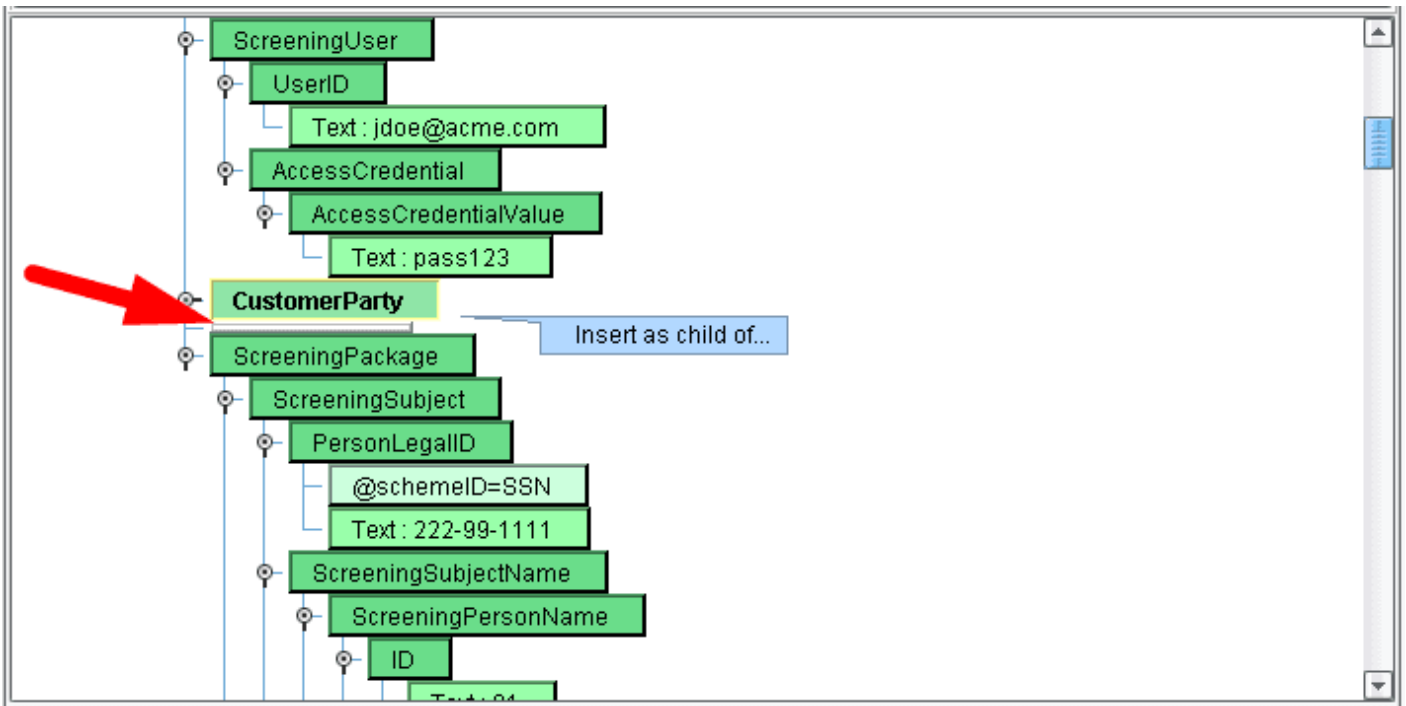 ScreeningUser
UserID
Text : jdoe@acme.com
AccessCredential
AccessCredentialValue
Text : pass123
CustomerParty
Insert as child of...
ScreeningPackage
ScreeningSubject
PersonLegalID
@schemeID=SSN
Text : 222-99-1111
ScreeningSubjectName
ScreeningPersonName
ID